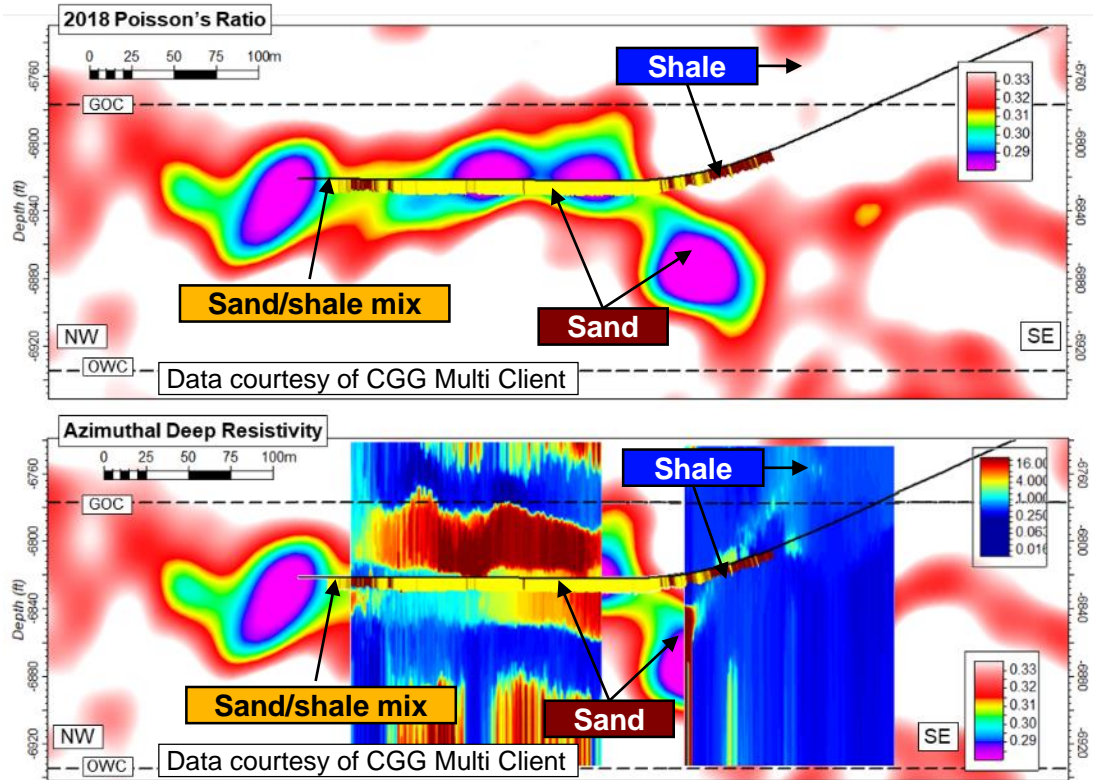 2018 Poisson's Ratio
0 25 50 75 100m
Shale
-6760
-6760
GOC
0.33
0.32
0.31
0.30
0.29
-6800
-6800
Depth (ft)
-6840
-6840
-6880
-6880
Sand/shale mix
Sand
NW
SE
-6920
-6920
OWC
Data courtesy of CGG Multi Client
Azimuthal Deep Resistivity
0 25 50 75 100m
Shale
-6760
-6760
GOC
16.00
4.000
1.000
0.250
0.063
0.016
-6800
-6800
Depth (ft)
-6840
-6840
-6880
-6880
Sand/shale mix
Sand
0.33
0.32
0.31
0.30
0.29
NW
SE
-6920
-6920
OWC
Data courtesy of CGG Multi Client